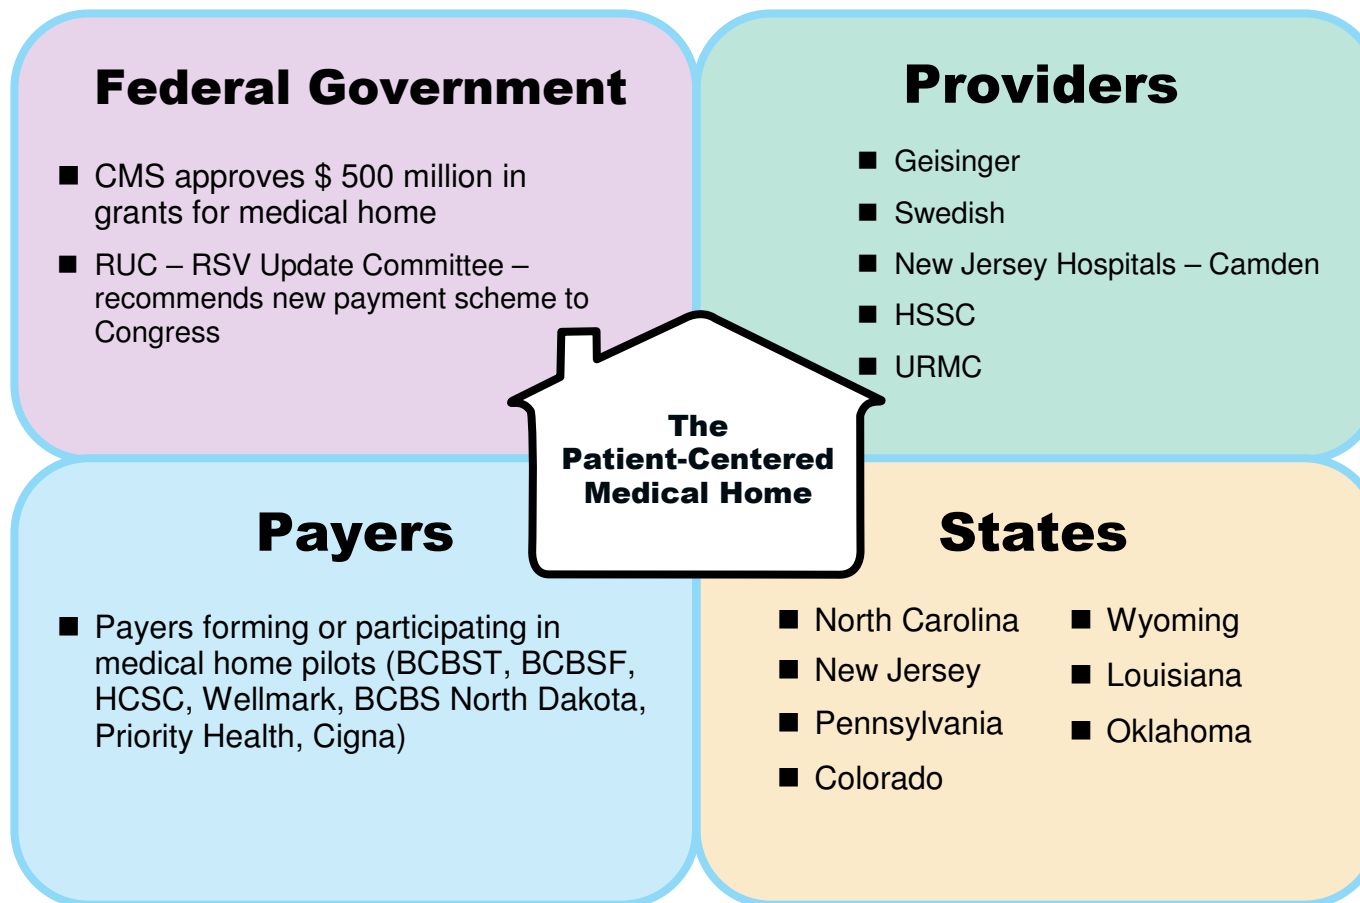 Federal Government
■ CMS approves $ 500 million in
grants for medical home
■ RUC – RSV Update Committee –
recommends new payment scheme to
Congress
Providers
■ Geisinger
■ Swedish
■ New Jersey Hospitals – Camden
■ HSSC
■ URMC
The
Patient-Centered
Medical Home
Payers
■ Payers forming or participating in
medical home pilots (BCBST, BCBSF,
HCSC, Wellmark, BCBS North Dakota,
Priority Health, Cigna)
States
■ North Carolina
■ New Jersey
■ Pennsylvania
■ Colorado
■ Wyoming
■ Louisiana
■ Oklahoma